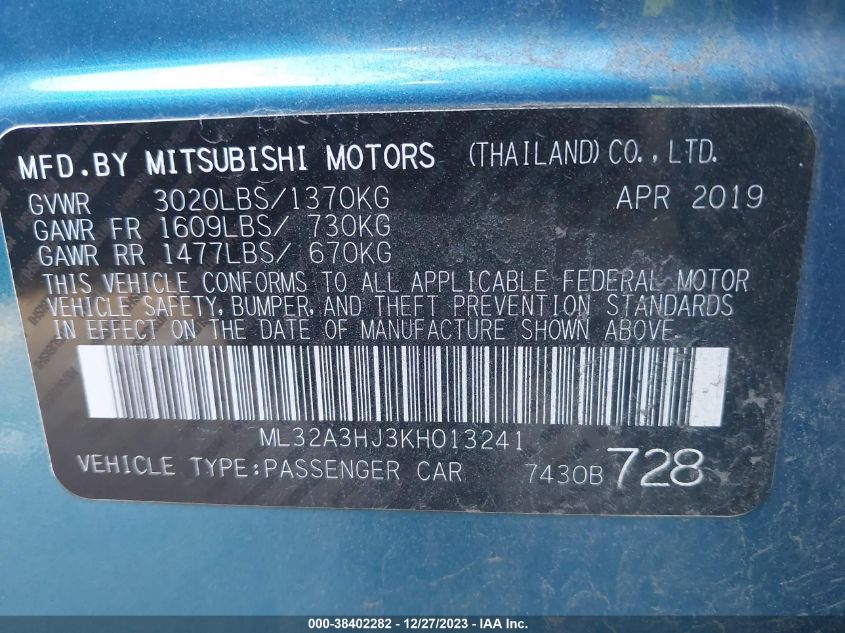 MFD.BY MITSUBISHI MOTORS (THAILAND) CO., LTD.
GVWR 3020LBS/1370KG APR 2019
GAWR FR 1609LBS/ 730KG
GAWR RR 1477LBS/ 670KG
THIS VEHICLE CONFORMS TO ALL APPLICABLE FEDERAL MOTOR
VEHICLE SAFETY, BUMPER, AND THEFT PREVENTION STANDARDS
IN EFFECT ON THE DATE OF MANUFACTURE SHOWN ABOVE.
ML32A3HJ3KH013241
VEHICLE TYPE:PASSENGER CAR 7430B 728
000-38402282 - 12/27/2023 - IAA Inc.